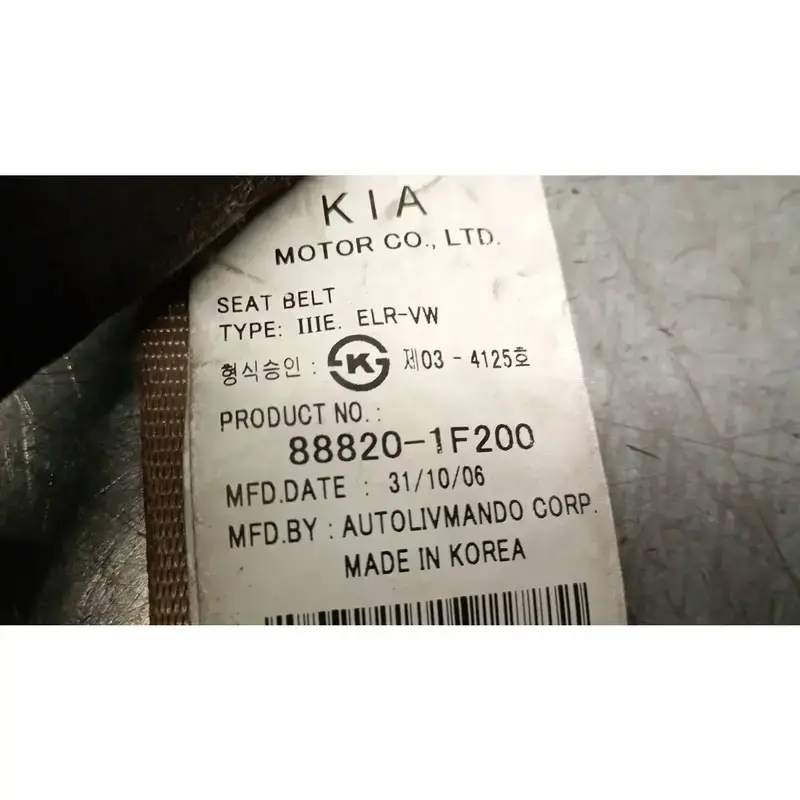 KIA
MOTOR CO., LTD.
SEAT BELT
TYPE: IIIE. ELR-VW
형식승인 : K 제03 - 4125호
PRODUCT NO.:
88820-1F200
MFD.DATE : 31/10/06
MFD.BY : AUTOLIVMANDO CORP.
MADE IN KOREA